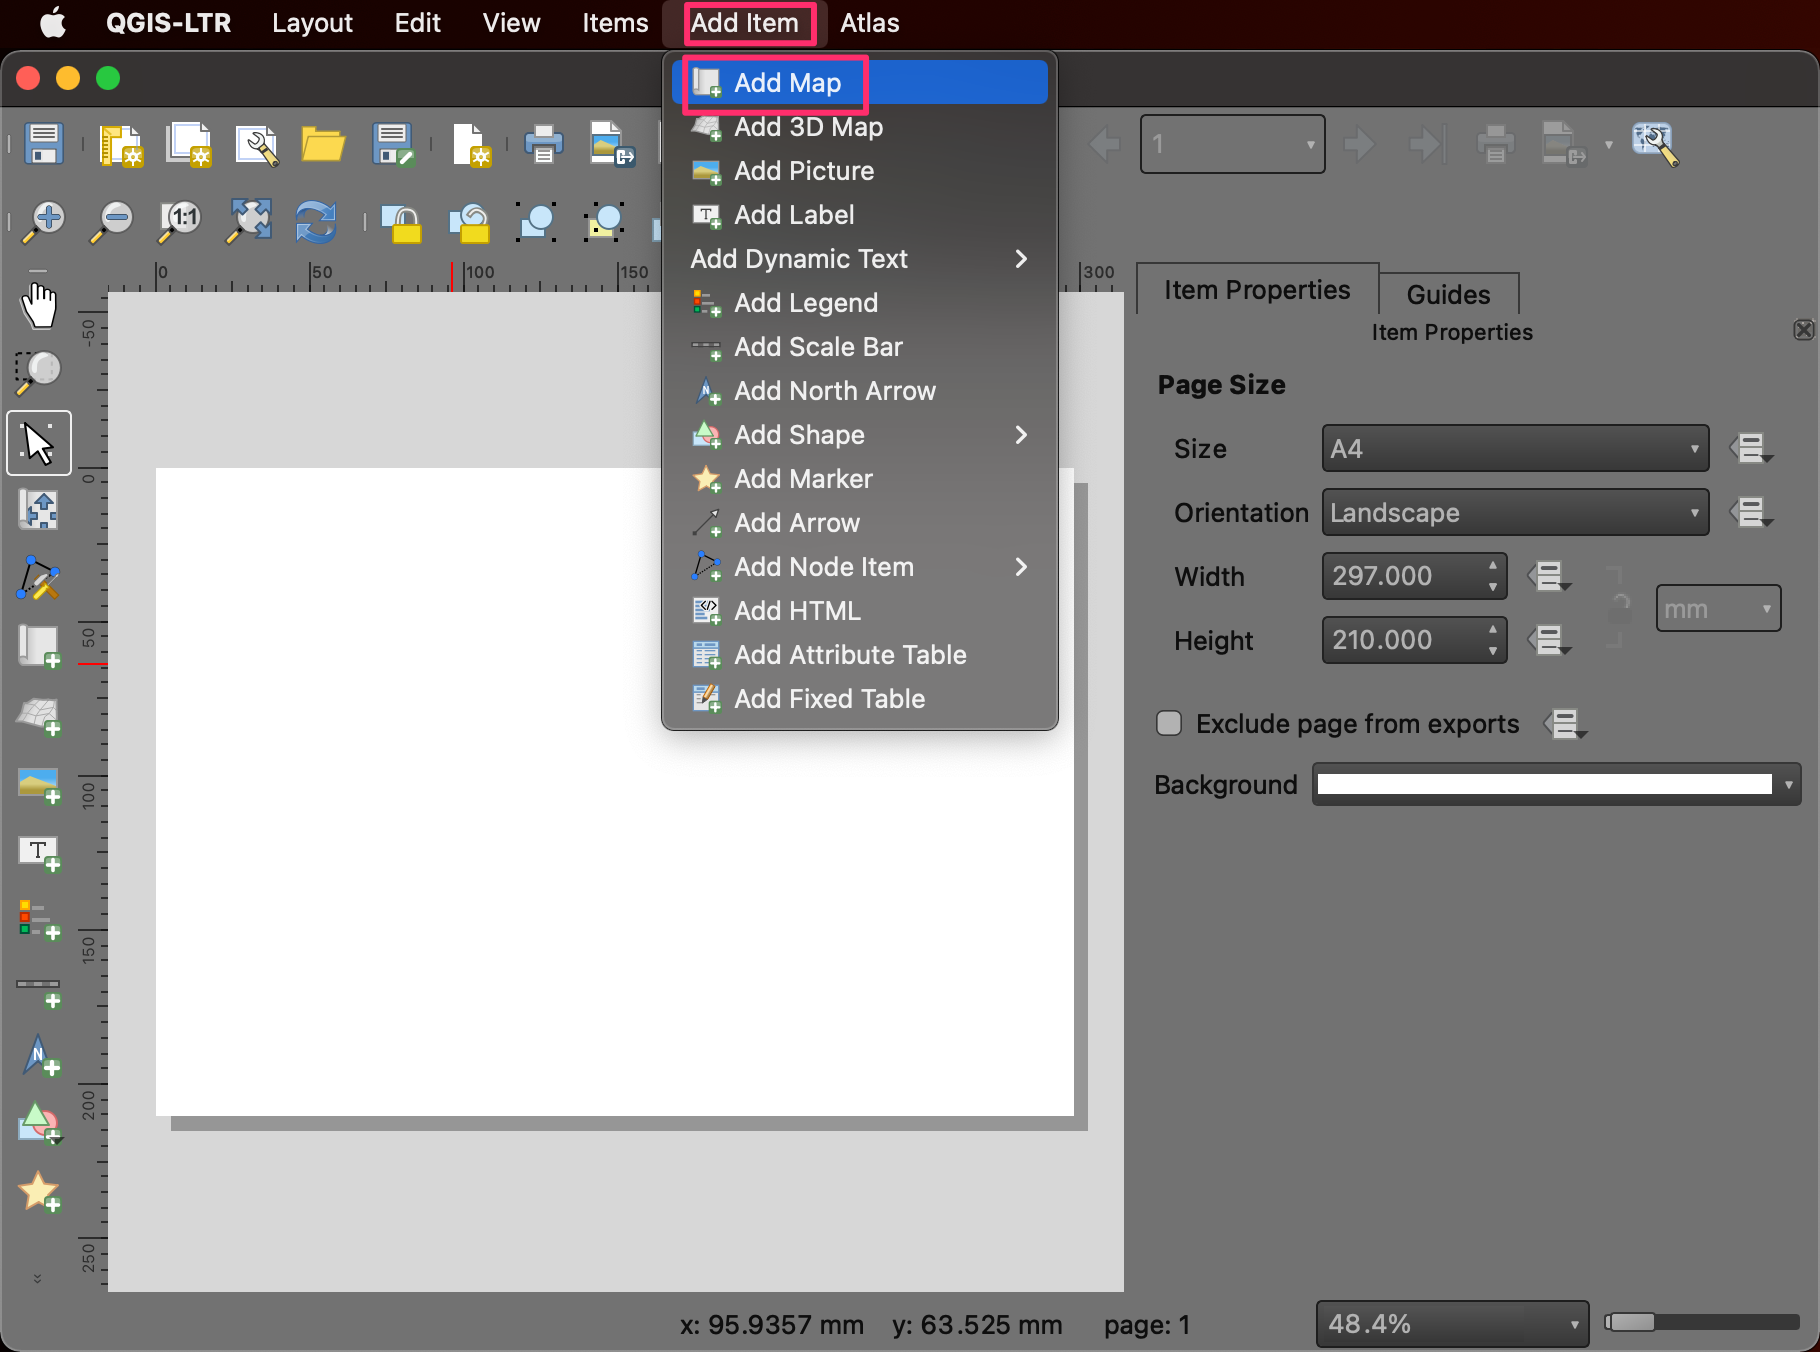 QGIS-LTR Layout Edit View Items Add Item Atlas
Add Map
Add 3D Map
Add Picture
Add Label
Add Dynamic Text
Add Legend
Add Scale Bar
Add North Arrow
Add Shape
Add Marker
Add Arrow
Add Node Item
Add HTML
Add Attribute Table
Add Fixed Table
1
1:1
0 50 100 150 300
-50
0
50
100
150
200
250
T
N
Item Properties Guides
Item Properties
Page Size
Size A4
Orientation Landscape
Width 297.000
mm
Height 210.000
Exclude page from exports
Background
x: 95.9357 mm y: 63.525 mm page: 1 48.4%